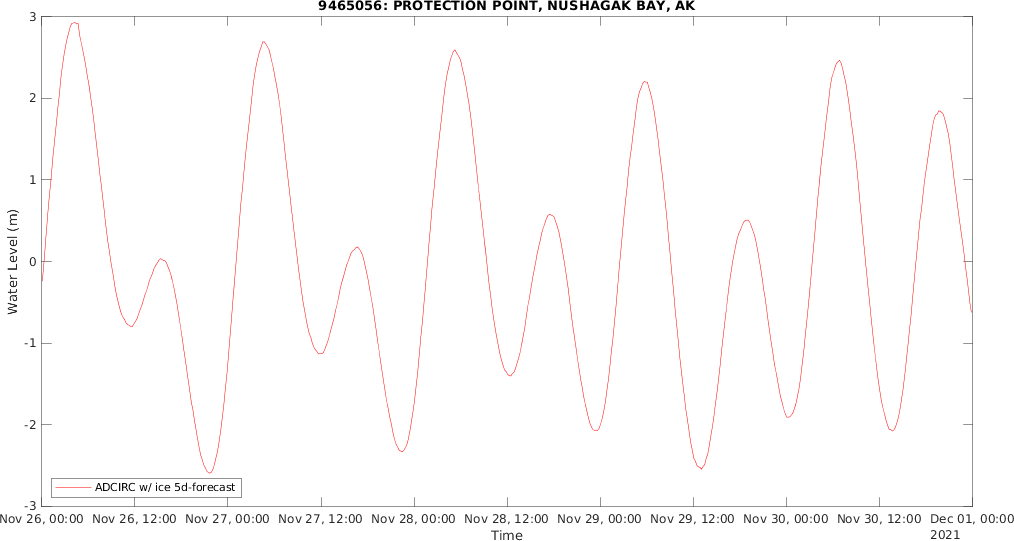 9465056: PROTECTION POINT, NUSHAGAK BAY, AK
3
2
1
0
-1
-2
-3
Water Level (m)
ADCIRC w/ ice 5d-forecast
Nov 26, 00:00 Nov 26, 12:00 Nov 27, 00:00 Nov 27, 12:00 Nov 28, 00:00 Nov 28, 12:00 Nov 29, 00:00 Nov 29, 12:00 Nov 30, 00:00 Nov 30, 12:00 Dec 01, 00:00
Time
2021